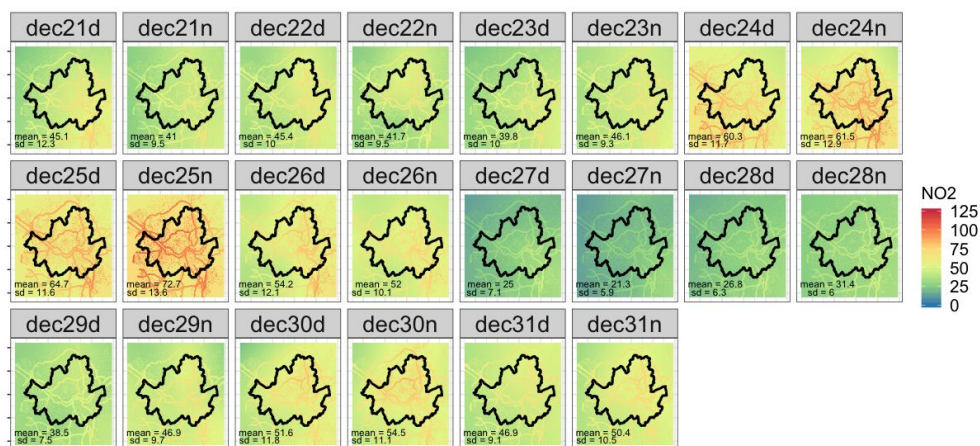 dec21d dec21n dec22d dec22n dec23d dec23n dec24d dec24n
mean = 45.1 mean = 41 mean = 45.4 mean = 41.7 mean = 39.8 mean = 46.1 mean = 60.3 mean = 61.5
sd = 12.3 sd = 9.5 sd = 10 sd = 9.5 sd = 10 sd = 9.3 sd = 11.7 sd = 12.9
dec25d dec25n dec26d dec26n dec27d dec27n dec28d dec28n
mean = 64.7 mean = 72.7 mean = 54.2 mean = 52 mean = 25 mean = 21.3 mean = 26.8 mean = 31.4
sd = 11.6 sd = 13.6 sd = 12.1 sd = 10.1 sd = 7.1 sd = 5.9 sd = 6.3 sd = 6
dec29d dec29n dec30d dec30n dec31d dec31n
mean = 38.5 mean = 46.9 mean = 51.6 mean = 54.5 mean = 46.9 mean = 50.4
sd = 7.5 sd = 9.7 sd = 11.8 sd = 11.1 sd = 9.1 sd = 10.5
NO2
125
100
75
50
25
0